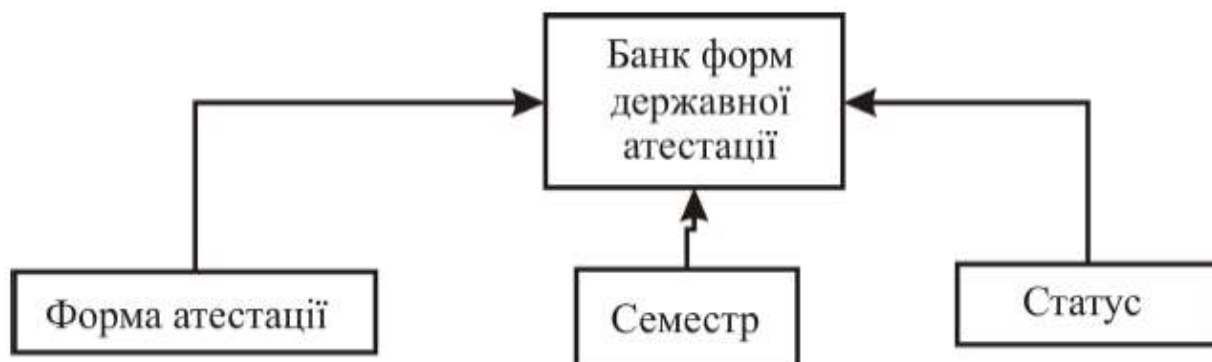 Банк форм
державної
атестації
Форма атестації
Семестр
Статус